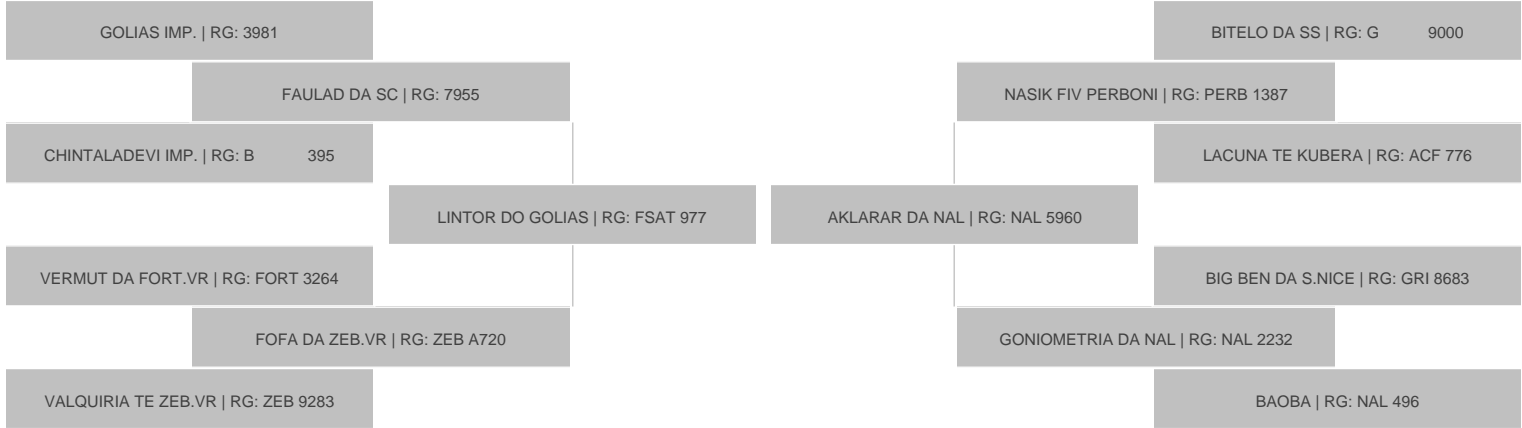 GOLIAS IMP. | RG: 3981
BITELO DA SS | RG: G 9000
FAULAD DA SC | RG: 7955
NASIK FIV PERBONI | RG: PERB 1387
CHINTALADEVI IMP. | RG: B 395
LACUNA TE KUBERA | RG: ACF 776
LINTOR DO GOLIAS | RG: FSAT 977
AKLARAR DA NAL | RG: NAL 5960
VERMUT DA FORT.VR | RG: FORT 3264
BIG BEN DA S.NICE | RG: GRI 8683
FOFA DA ZEB.VR | RG: ZEB A720
GONIOMETRIA DA NAL | RG: NAL 2232
VALQUIRIA TE ZEB.VR | RG: ZEB 9283
BAOBA | RG: NAL 496